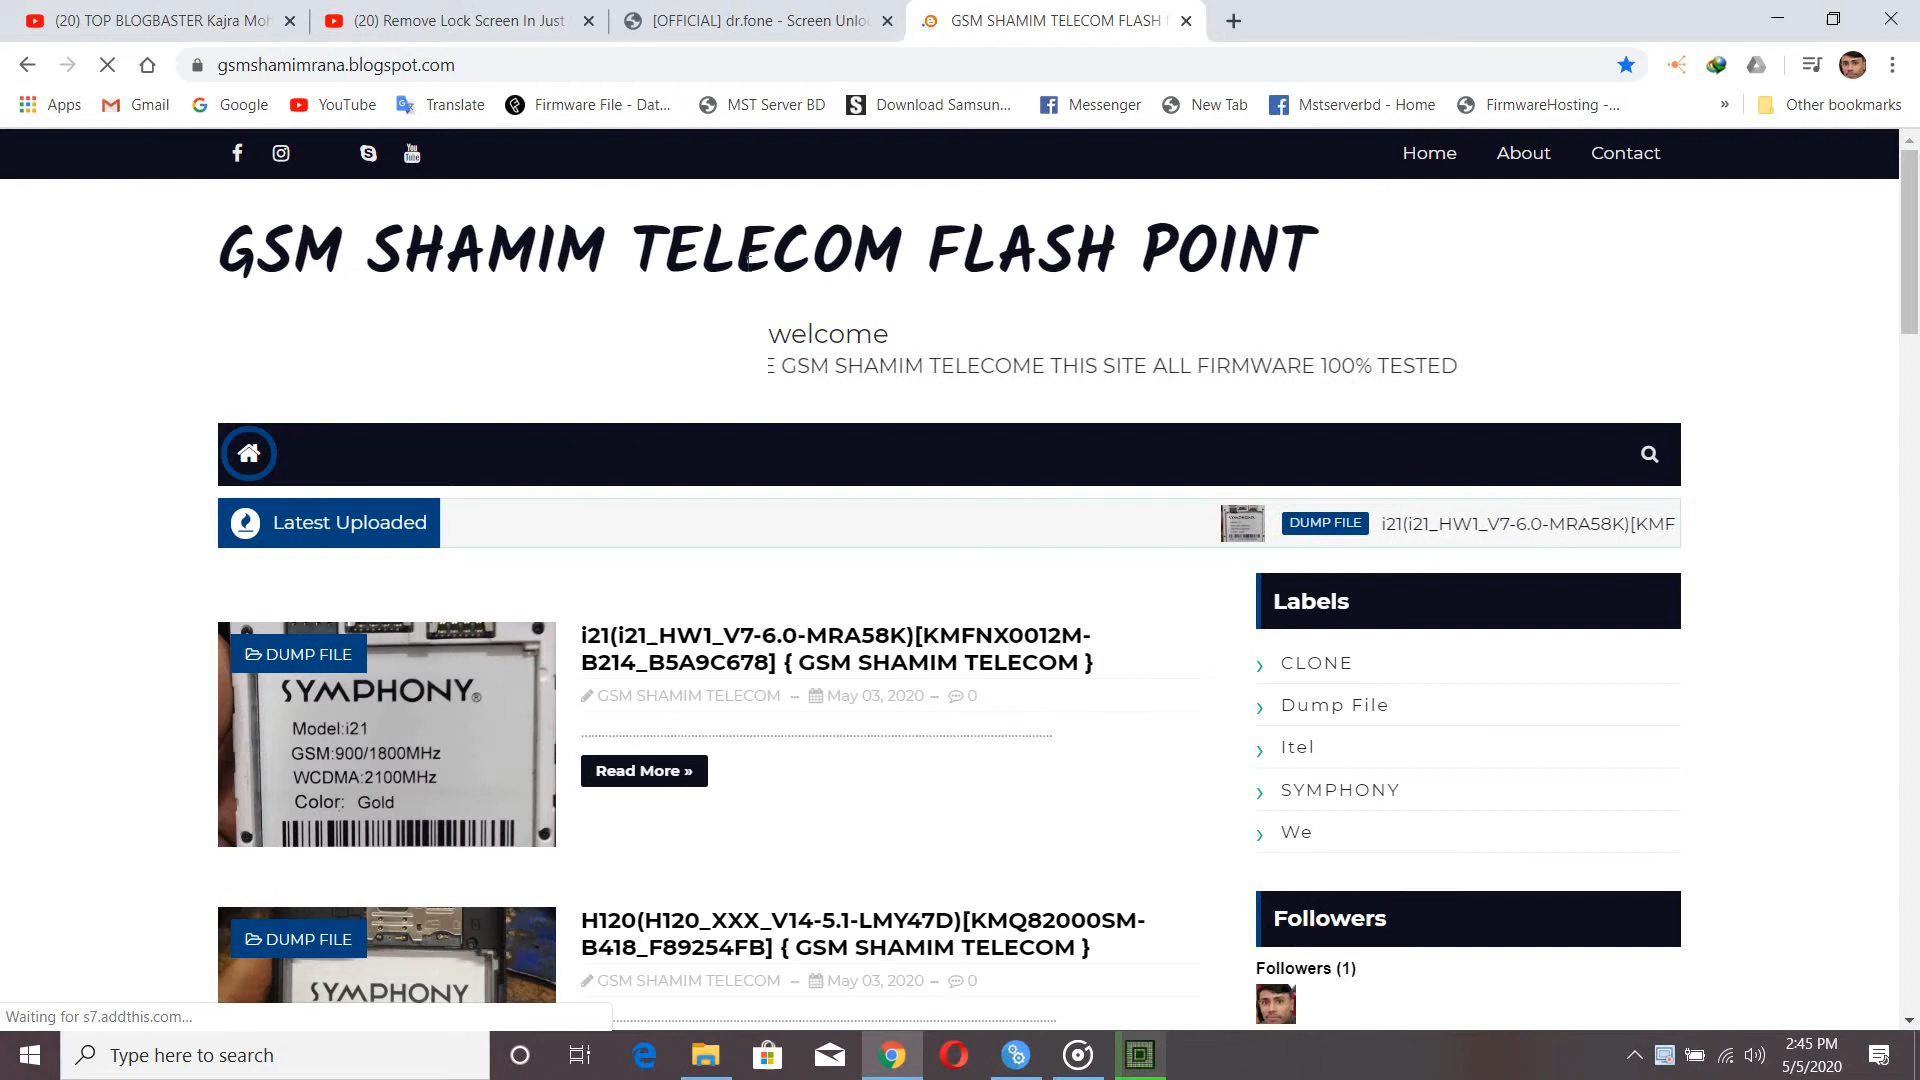 (20) TOP BLOGBASTER Kajra Moh
(20) Remove Lock Screen In Just
[OFFICIAL] dr.fone - Screen Unlo
GSM SHAMIM TELECOM FLASH
gsmshamimrana.blogspot.com
Apps
Gmail
Google
YouTube
Translate
Firmware File - Dat...
MST Server BD
Download Samsun...
Messenger
New Tab
Mstserverbd - Home
FirmwareHosting -...
»
Other bookmarks
You Tube
Home
About
Contact
GSM SHAMIM TELECOM FLASH POINT
welcome
E GSM SHAMIM TELECOME THIS SITE ALL FIRMWARE 100% TESTED
Latest Uploaded
DUMP FILE
i21(i21_HW1_V7-6.0-MRA58K)[KMF
DUMP FILE
SYMPHONY®
Model:i21
GSM:900/1800MHz
WCDMA:2100MHz
Color: Gold
i21(i21_HW1_V7-6.0-MRA58K)[KMFNX0012M-
B214_B5A9C678] { GSM SHAMIM TELECOM }
GSM SHAMIM TELECOM – May 03, 2020 – 0
Read More »
Labels
CLONE
Dump File
Itel
SYMPHONY
We
DUMP FILE
SYMPHONY
H120(H120_XXX_V14-5.1-LMY47D)[KMQ82000SM-
B418_F89254FB] { GSM SHAMIM TELECOM }
GSM SHAMIM TELECOM – May 03, 2020 – 0
Followers
Followers (1)
Waiting for s7.addthis.com...
Type here to search
2:45 PM
5/5/2020